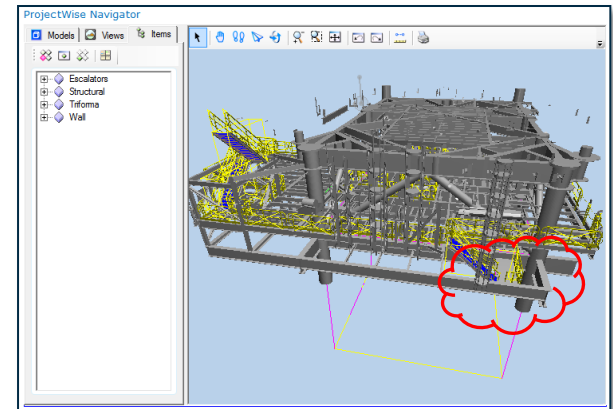 ProjectWise Navigator
Models
Views
Items
Escalators
Structural
Triforma
Wall